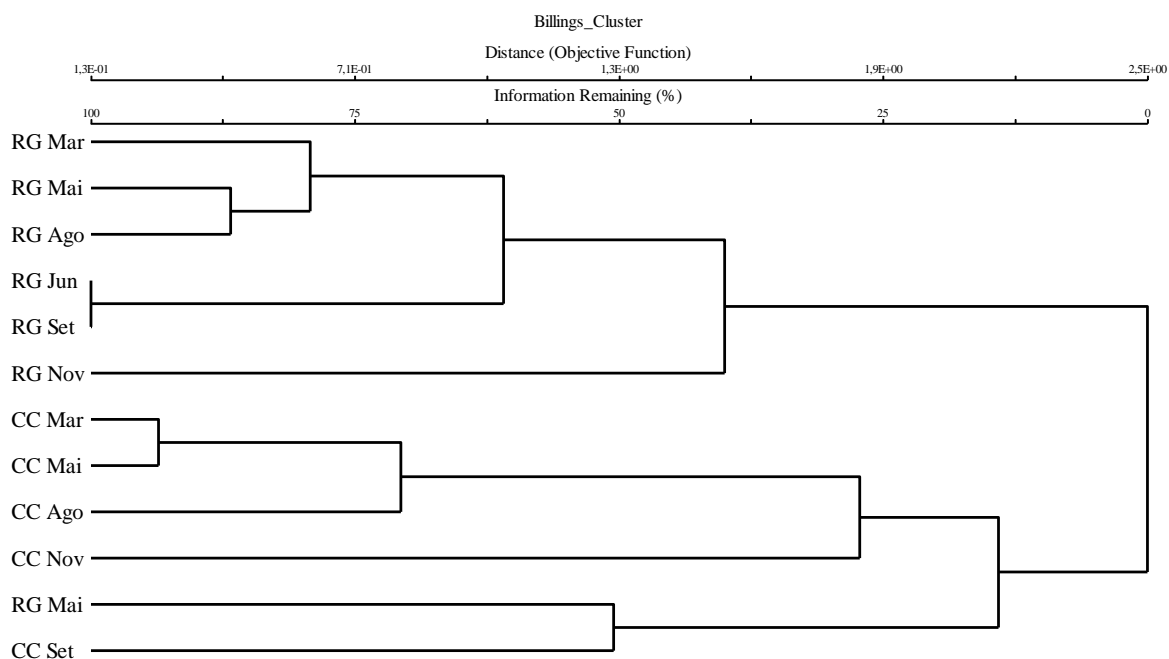 Billings_Cluster
Distance (Objective Function)
1,3E-01 7,1E-01 1,3E+00 1,9E+00 2,5E+00
Information Remaining (%)
100 75 50 25 0
RG Mar
RG Mai
RG Ago
RG Jun
RG Set
RG Nov
CC Mar
CC Mai
CC Ago
CC Nov
RG Mai
CC Set